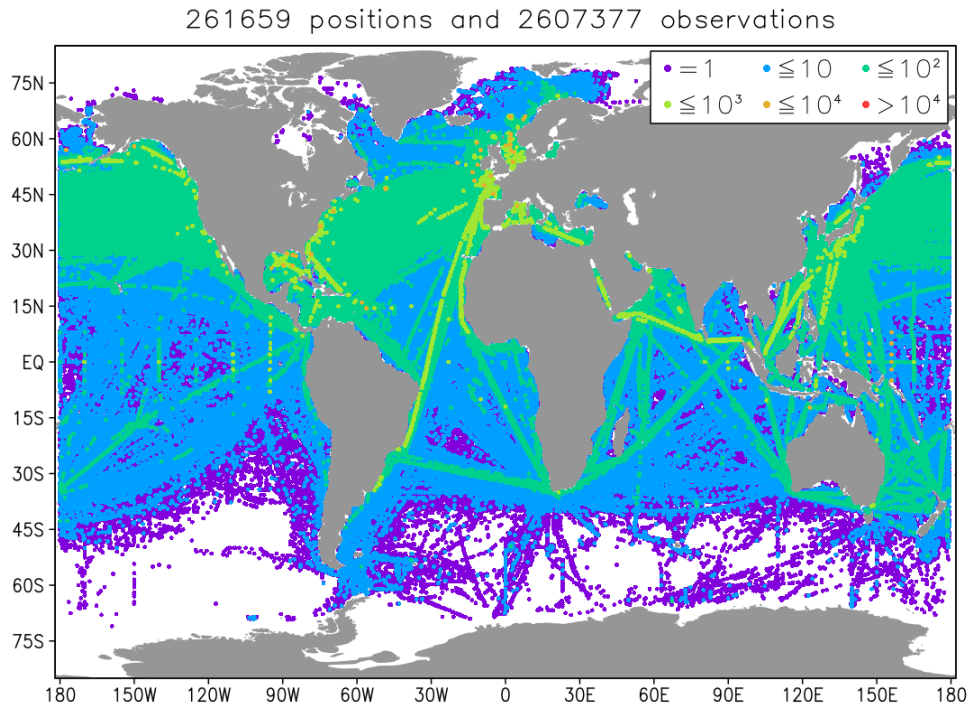 261659 positions and 2607377 observations
=1 ≦10 ≦10²
≦10³ ≦10⁴ >10⁴
75N
60N
45N
30N
15N
EQ
15S
30S
45S
60S
75S
180 150W 120W 90W 60W 30W 0 30E 60E 90E 120E 150E 180